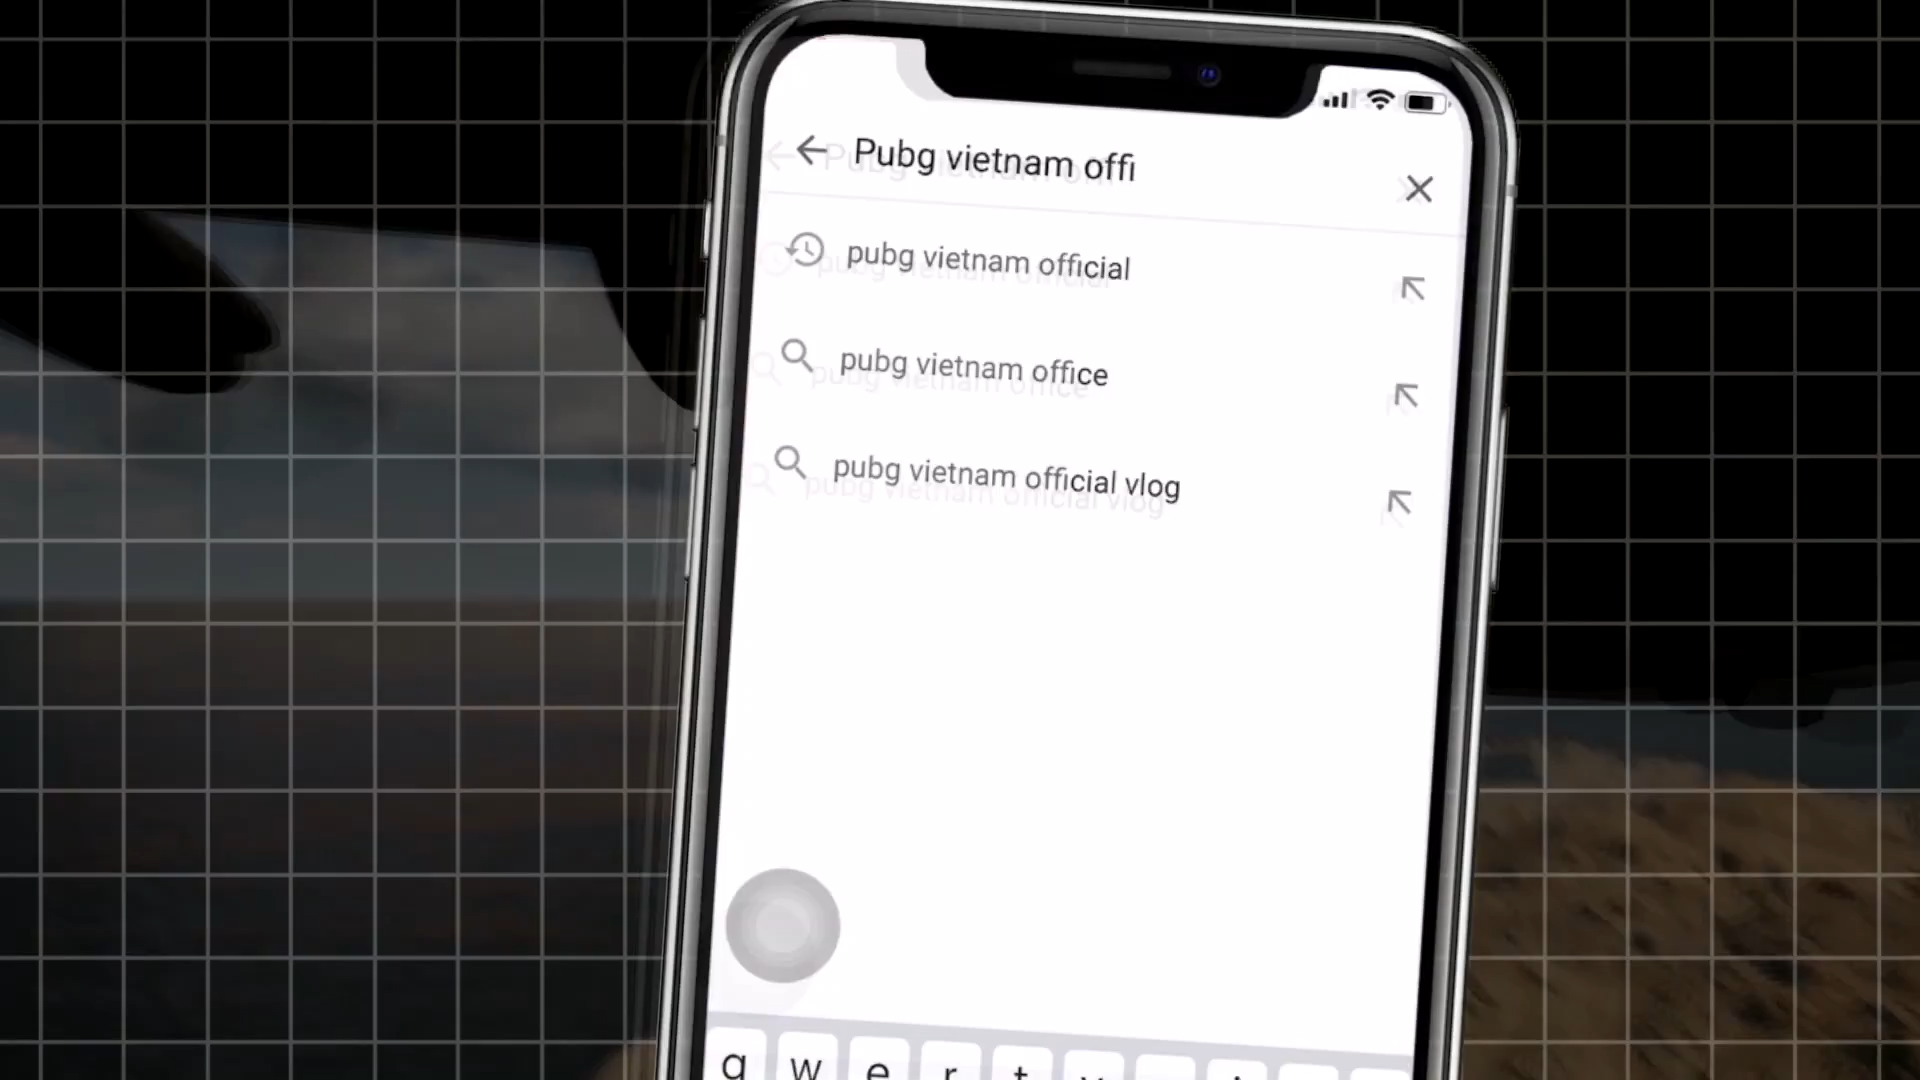 Pubg vietnam offi
pubg vietnam official
pubg vietnam office
pubg vietnam official vlog
q w e r t